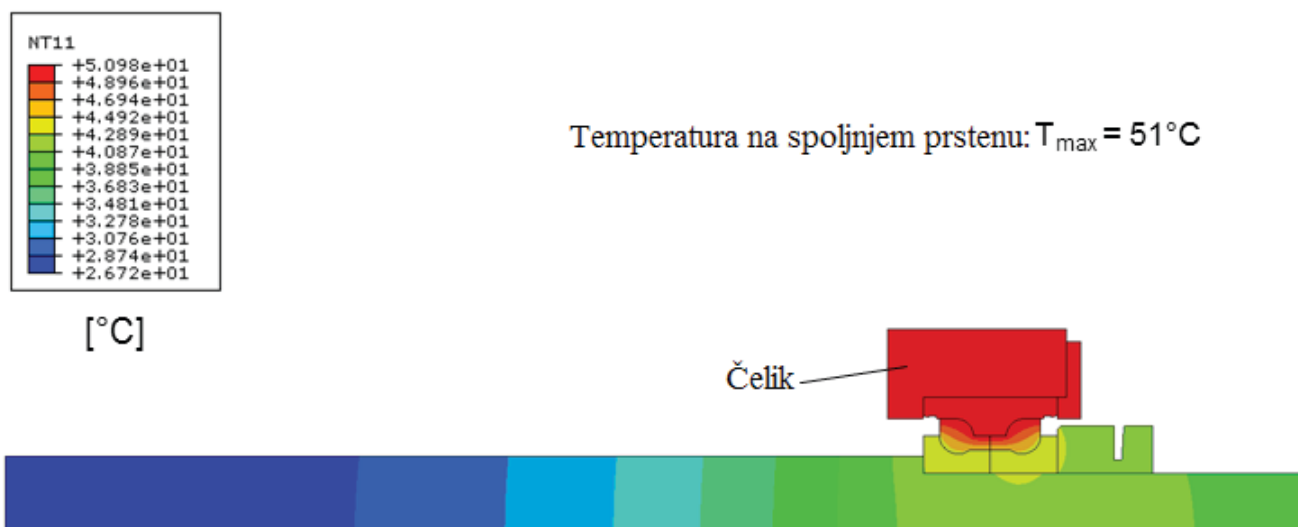 NT11
+5.098e+01
+4.896e+01
+4.694e+01
+4.492e+01
+4.289e+01
+4.087e+01
+3.885e+01
+3.683e+01
+3.481e+01
+3.278e+01
+3.076e+01
+2.874e+01
+2.672e+01
[°C]
Temperatura na spoljnjem prstenu: Tmax = 51°C
Čelik